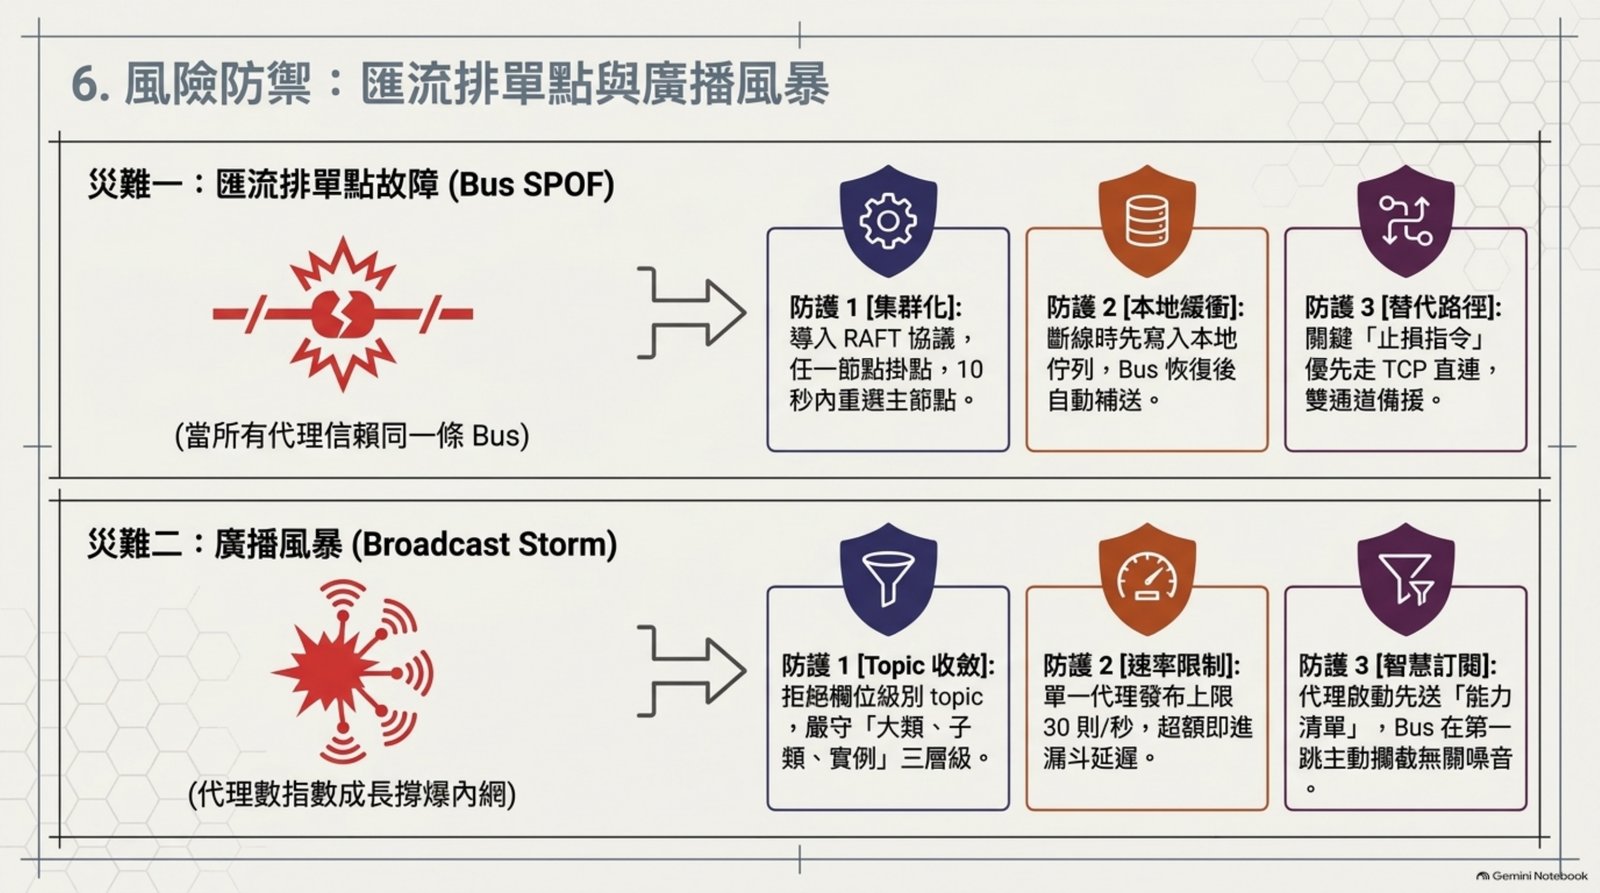 6. 風險防禦：匯流排單點與廣播風暴
災難一：匯流排單點故障 (Bus SPOF)
(當所有代理信賴同一條 Bus)
防護 1 [集群化]:
導入 RAFT 協議，
任一節點掛點，10
秒內重選主節點。
防護 2 [本地緩衝]:
斷線時先寫入本地
佇列，Bus 恢復後
自動補送。
防護 3 [替代路徑]:
關鍵「止損指令」
優先走 TCP 直連，
雙通道備援。
災難二：廣播風暴 (Broadcast Storm)
(代理數指數成長撐爆內網)
防護 1 [Topic 收斂]:
拒絕欄位級別 topic
，嚴守「大類、子
類、實例」三層級。
防護 2 [速率限制]:
單一代理發布上限
30 則/秒，超額即進
漏斗延遲。
防護 3 [智慧訂閱]:
代理啟動先送「能力
清單」，Bus 在第一
跳主動攔截無關噪音
。
Gemini Notebook